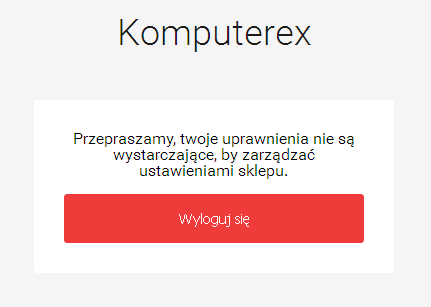 Komputerex
Przepraszamy, twoje uprawnienia nie są
wystarczające, by zarządzać
ustawieniami sklepu.
Wyloguj się